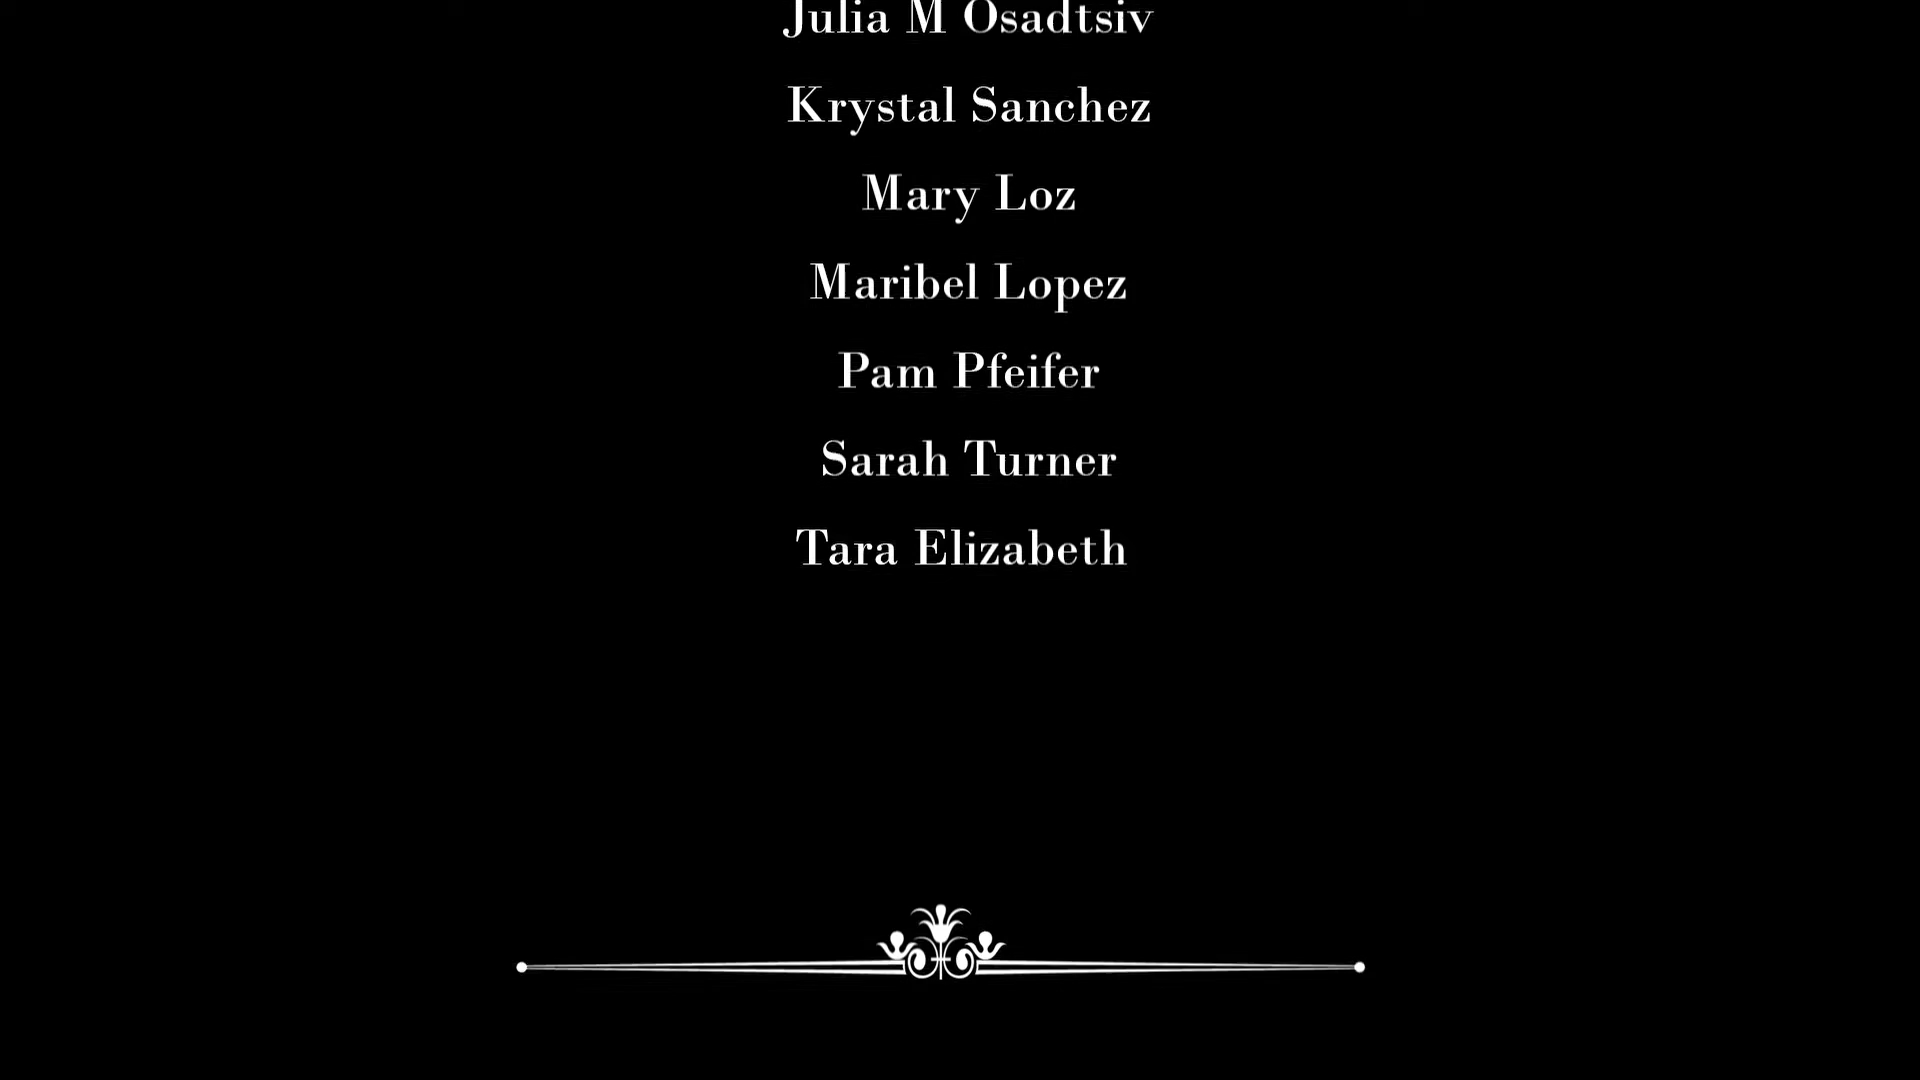 Julia M Osadtsiv
Krystal Sanchez
Mary Loz
Maribel Lopez
Pam Pfeifer
Sarah Turner
Tara Elizabeth